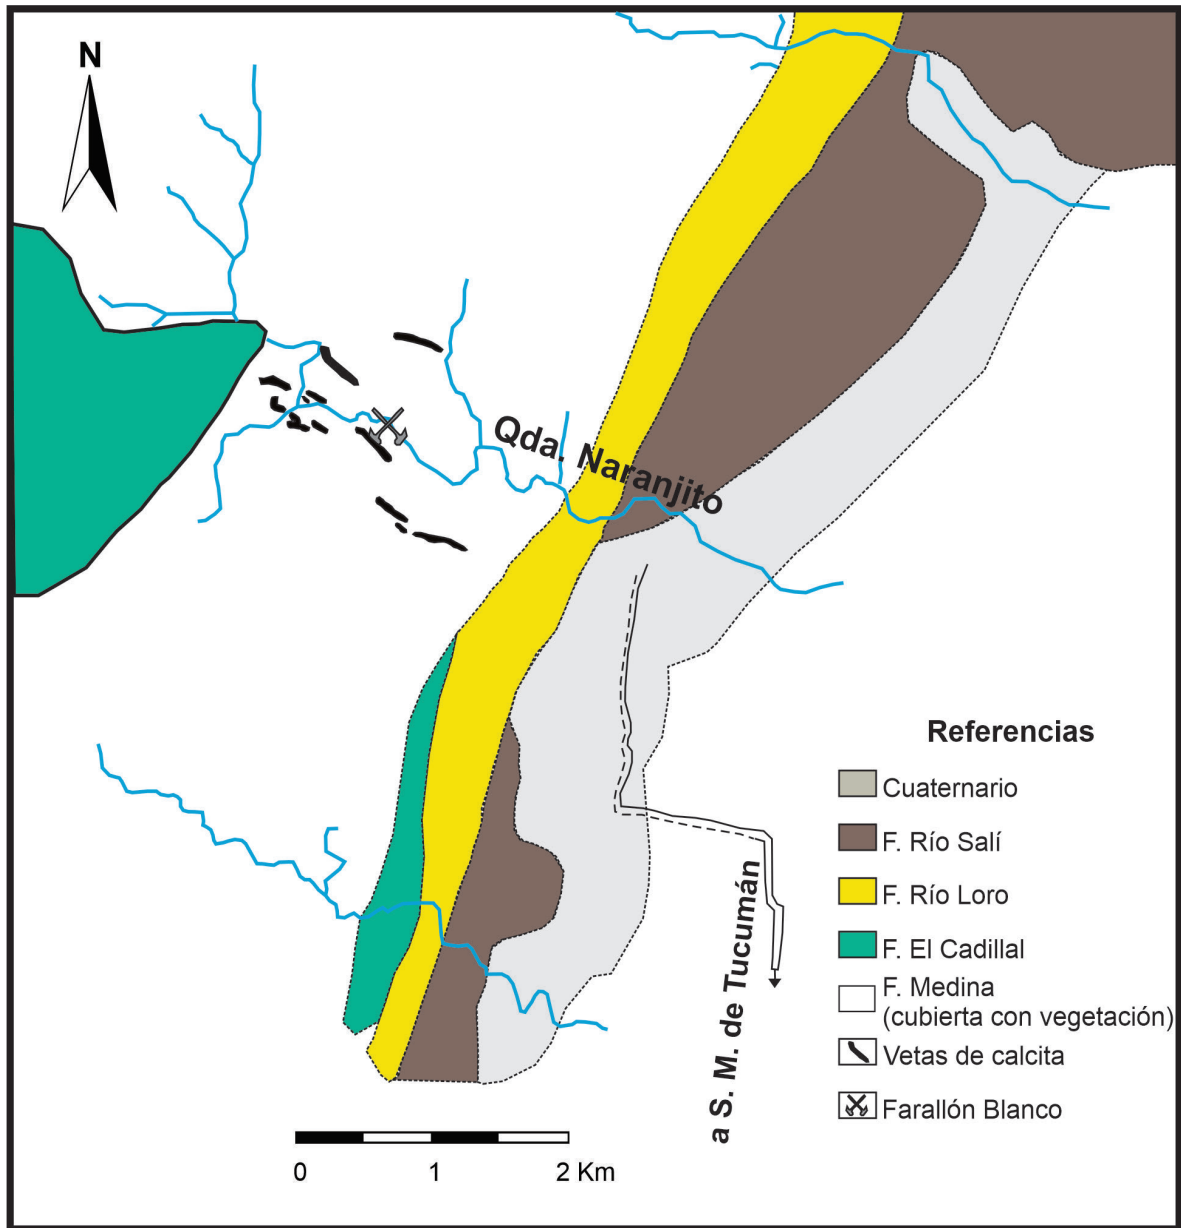 N
Qda. Naranjito
Referencias
Cuaternario
F. Río Salí
F. Río Loro
F. El Cadillal
F. Medina
(cubierta con vegetación)
Vetas de calcita
Farallón Blanco
a S. M. de Tucumán
0 1 2 Km